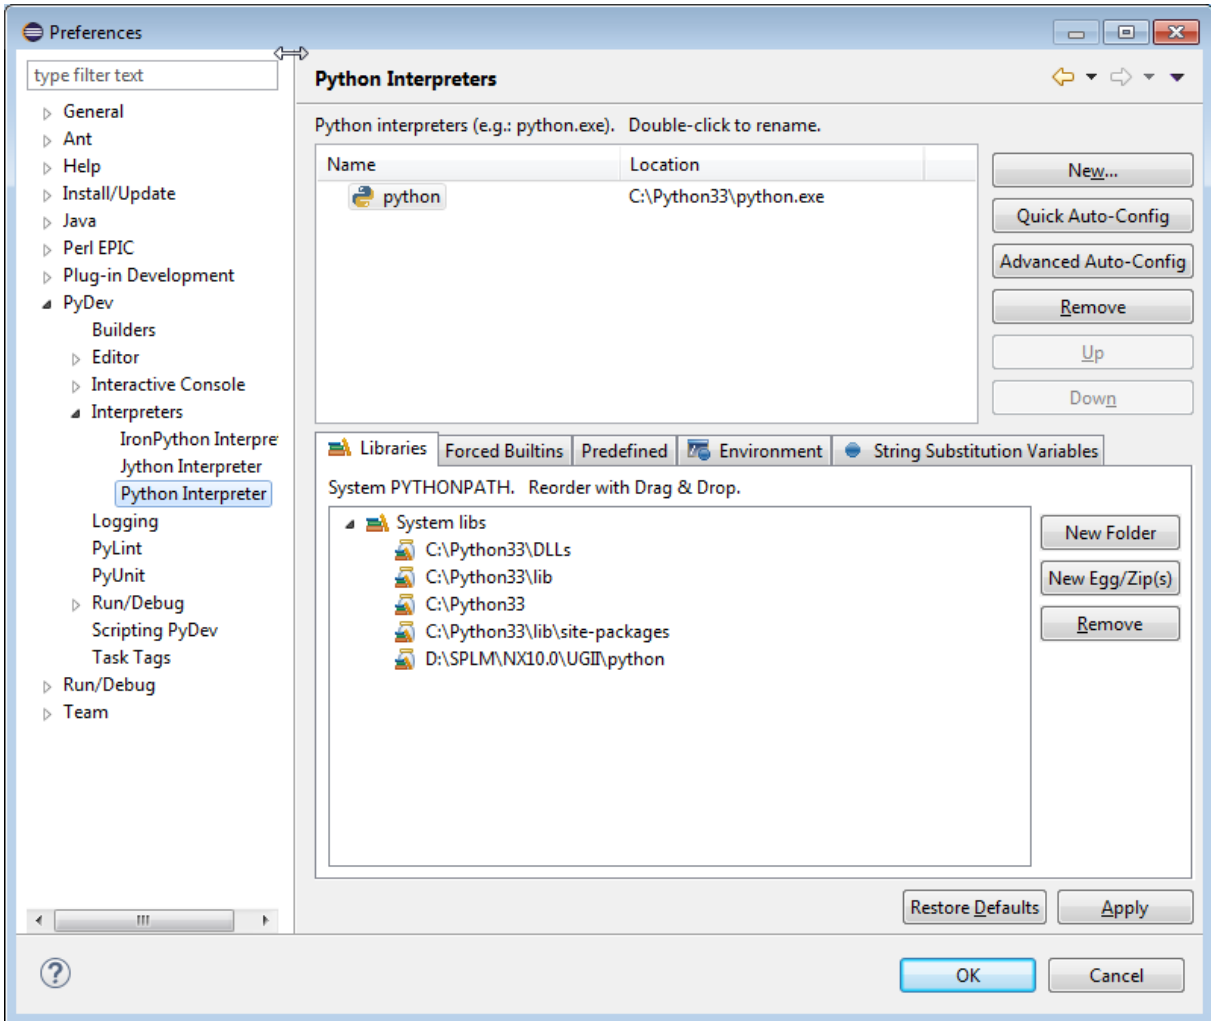 Preferences
type filter text
General
Ant
Help
Install/Update
Java
Perl EPIC
Plug-in Development
PyDev
Builders
Editor
Interactive Console
Interpreters
IronPython Interpre
Jython Interpreter
Python Interpreter
Logging
PyLint
PyUnit
Run/Debug
Scripting PyDev
Task Tags
Run/Debug
Team
Python Interpreters
Python interpreters (e.g.: python.exe).   Double-click to rename.
Name Location
python C:\Python33\python.exe
New...
Quick Auto-Config
Advanced Auto-Config
Remove
Up
Down
Libraries Forced Builtins Predefined Environment String Substitution Variables
System PYTHONPATH.   Reorder with Drag & Drop.
System libs
C:\Python33\DLLs
C:\Python33\lib
C:\Python33
C:\Python33\lib\site-packages
D:\SPLM\NX10.0\UGII\python
New Folder
New Egg/Zip(s)
Remove
Restore Defaults Apply
OK Cancel